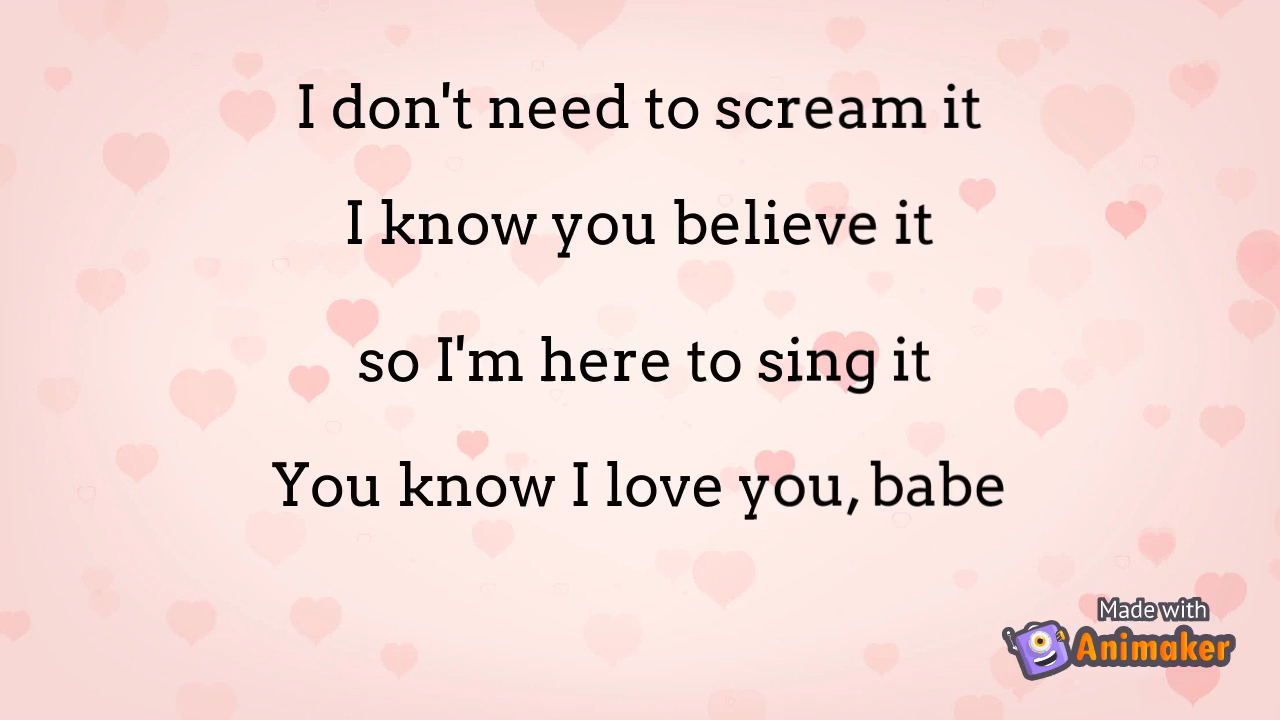 I don't need to scream it
I know you believe it
so I'm here to sing it
You know I love you, babe
Made with
Animaker